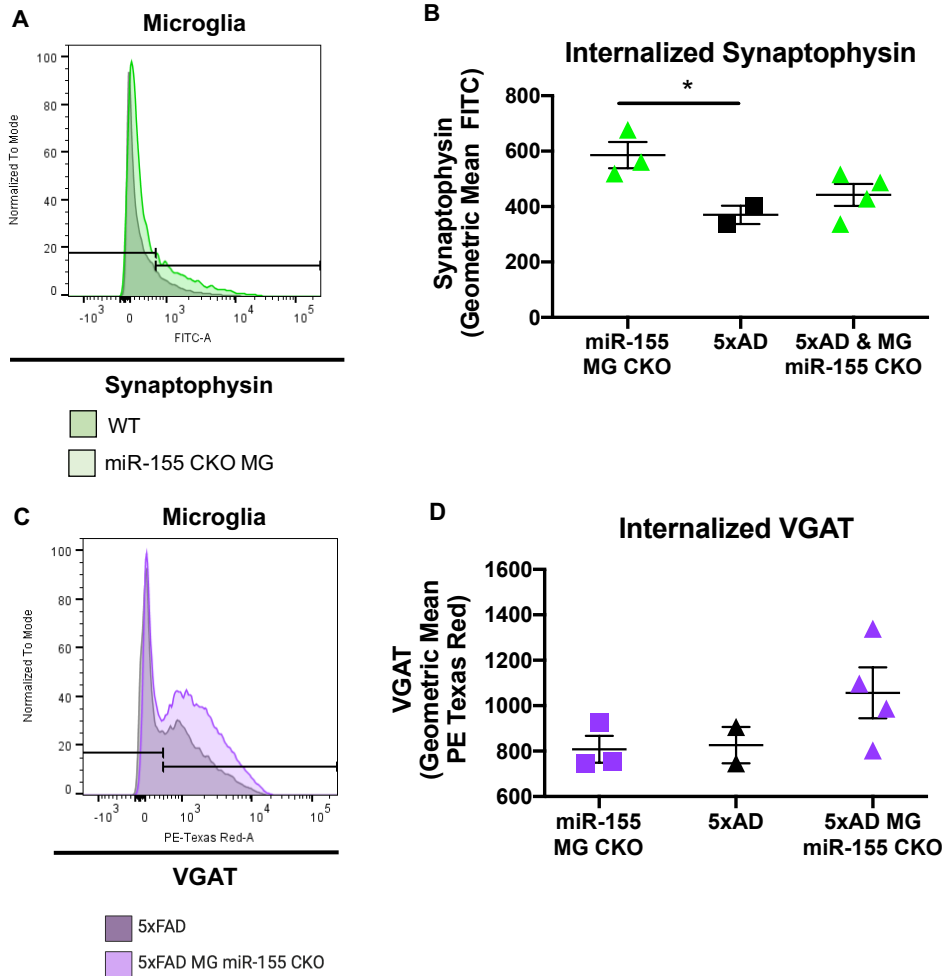 A
Microglia
Normalized To Mode
100
80
60
40
20
0
-10³ 0 10³ 10⁴ 10⁵
FITC-A
Synaptophysin
WT
miR-155 CKO MG
B
Internalized Synaptophysin
Synaptophysin
(Geometric Mean FITC)
800
600
400
200
0
*
miR-155
MG CKO
5xAD
5xAD & MG
miR-155 CKO
C
Microglia
Normalized To Mode
100
80
60
40
20
0
-10³ 0 10³ 10⁴ 10⁵
PE-Texas Red-A
VGAT
5xFAD
5xFAD MG miR-155 CKO
D
Internalized VGAT
VGAT
(Geometric Mean
PE Texas Red)
1600
1400
1200
1000
800
600
miR-155
MG CKO
5xAD
5xAD MG
miR-155 CKO